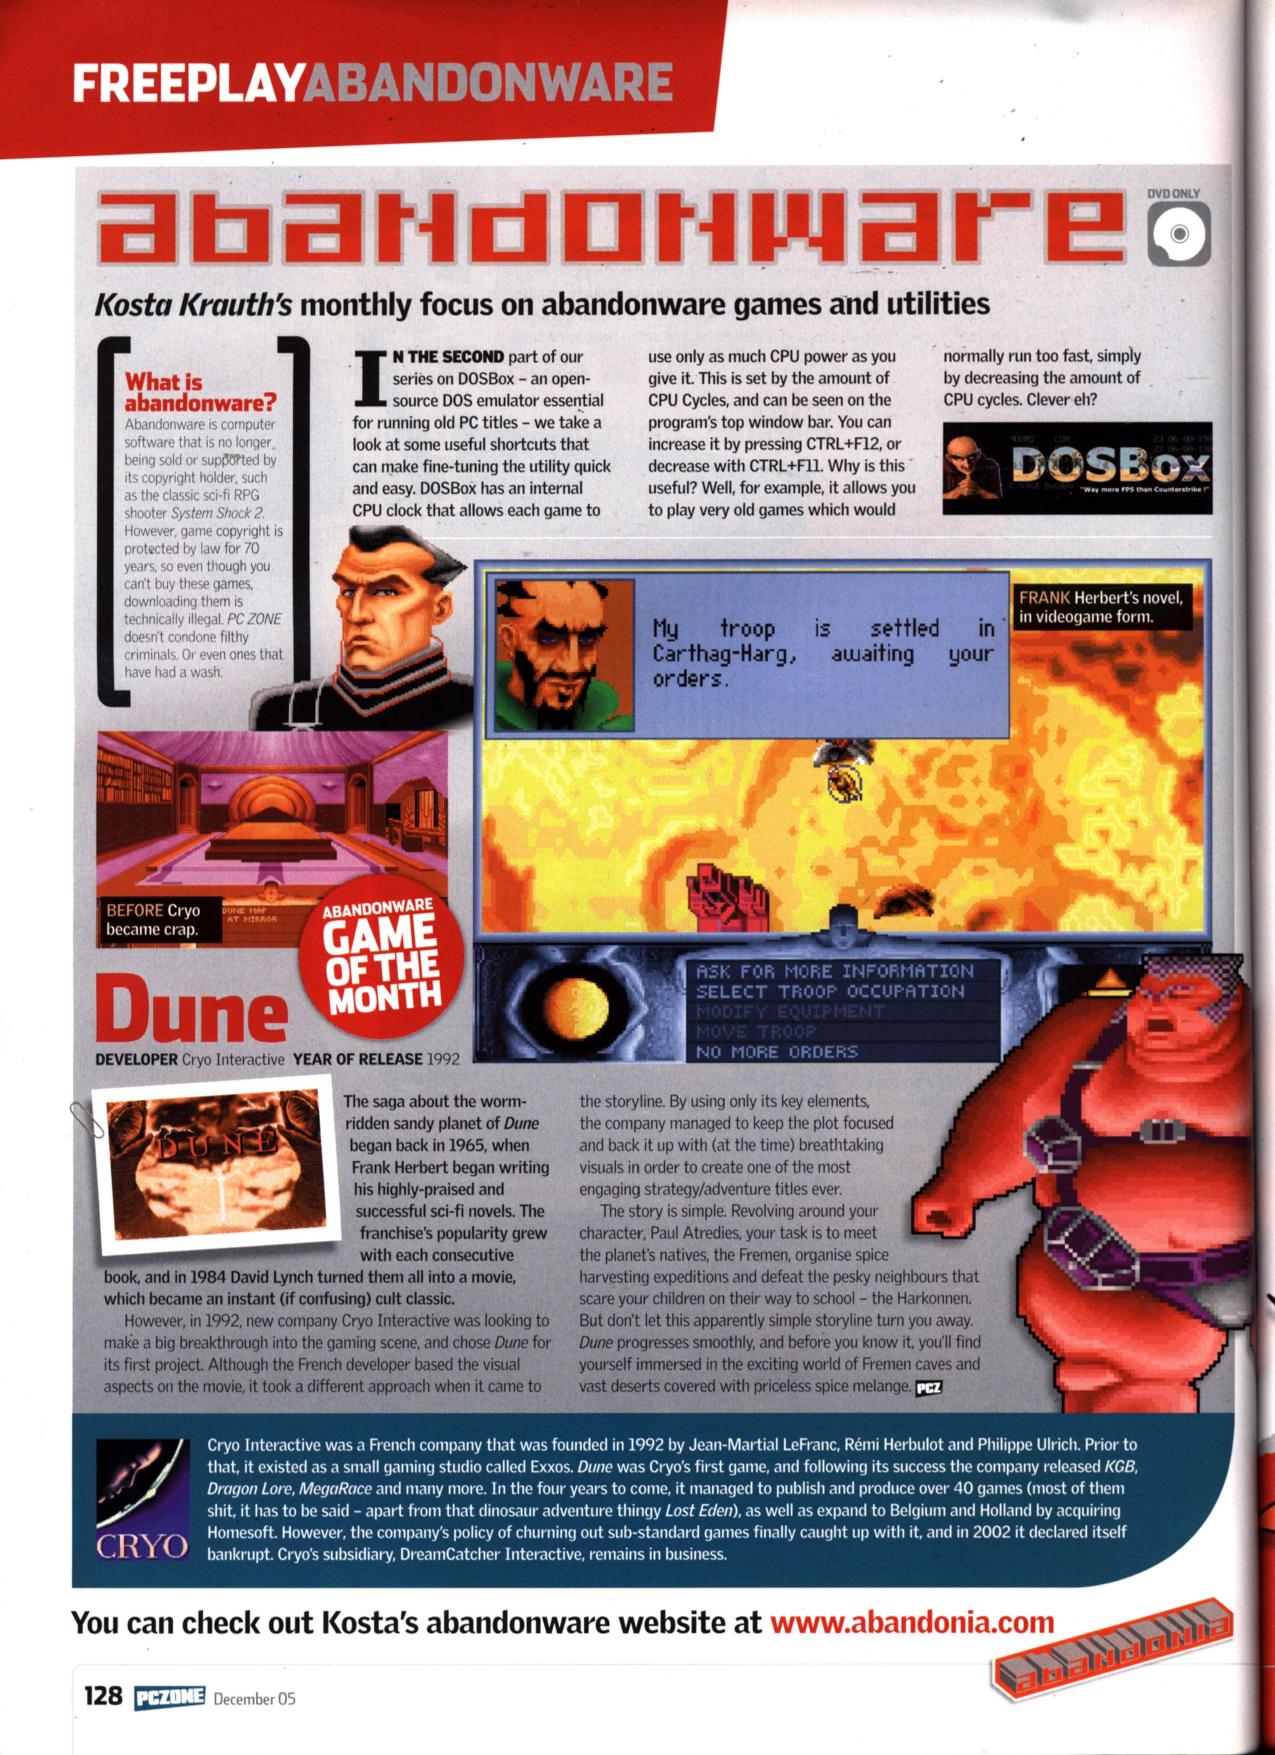 FREEPLAYABANDONWARE
abandonware
DVD ONLY
Kosta Krauth's monthly focus on abandonware games and utilities
What is
abandonware?
Abandonware is computer
software that is no longer
being sold or supported by
its copyright holder, such
as the classic sci-fi RPG
shooter System Shock 2.
However, game copyright is
protected by law for 70
years, so even though you
can't buy these games,
downloading them is
technically illegal. PC ZONE
doesn't condone filthy
criminals. Or even ones that
have had a wash.
IN THE SECOND part of our
series on DOSBox – an open-
source DOS emulator essential
for running old PC titles – we take a
look at some useful shortcuts that
can make fine-tuning the utility quick
and easy. DOSBox has an internal
CPU clock that allows each game to
use only as much CPU power as you
give it. This is set by the amount of
CPU Cycles, and can be seen on the
program's top window bar. You can
increase it by pressing CTRL+F12, or
decrease with CTRL+F11. Why is this
useful? Well, for example, it allows you
to play very old games which would
normally run too fast, simply
by decreasing the amount of
CPU cycles. Clever eh?
DOSBox
"Way more FPS than Counterstrike !"
My troop is settled in
Carthag-Harg, awaiting your
orders.
FRANK Herbert's novel,
in videogame form.
BEFORE Cryo
became crap.
DUNE MAP
AT MIRROR
ABANDONWARE
GAME
OF THE
MONTH
ASK FOR MORE INFORMATION
SELECT TROOP OCCUPATION
MODIFY EQUIPMENT
MOVE TROOP
NO MORE ORDERS
Dune
DEVELOPER Cryo Interactive YEAR OF RELEASE 1992
DUNE
The saga about the worm-
ridden sandy planet of Dune
began back in 1965, when
Frank Herbert began writing
his highly-praised and
successful sci-fi novels. The
franchise's popularity grew
with each consecutive
book, and in 1984 David Lynch turned them all into a movie,
which became an instant (if confusing) cult classic.
However, in 1992, new company Cryo Interactive was looking to
make a big breakthrough into the gaming scene, and chose Dune for
its first project. Although the French developer based the visual
aspects on the movie, it took a different approach when it came to
the storyline. By using only its key elements,
the company managed to keep the plot focused
and back it up with (at the time) breathtaking
visuals in order to create one of the most
engaging strategy/adventure titles ever.
The story is simple. Revolving around your
character, Paul Atredies, your task is to meet
the planet's natives, the Fremen, organise spice
harvesting expeditions and defeat the pesky neighbours that
scare your children on their way to school – the Harkonnen.
But don't let this apparently simple storyline turn you away.
Dune progresses smoothly, and before you know it, you'll find
yourself immersed in the exciting world of Fremen caves and
vast deserts covered with priceless spice melange. PCZ
CRYO
Cryo Interactive was a French company that was founded in 1992 by Jean-Martial LeFranc, Rémi Herbulot and Philippe Ulrich. Prior to
that, it existed as a small gaming studio called Exxos. Dune was Cryo's first game, and following its success the company released KGB,
Dragon Lore, MegaRace and many more. In the four years to come, it managed to publish and produce over 40 games (most of them
shit, it has to be said – apart from that dinosaur adventure thingy Lost Eden), as well as expand to Belgium and Holland by acquiring
Homesoft. However, the company's policy of churning out sub-standard games finally caught up with it, and in 2002 it declared itself
bankrupt. Cryo's subsidiary, DreamCatcher Interactive, remains in business.
You can check out Kosta's abandonware website at www.abandonia.com
abandonia
128 PCZONE December 05